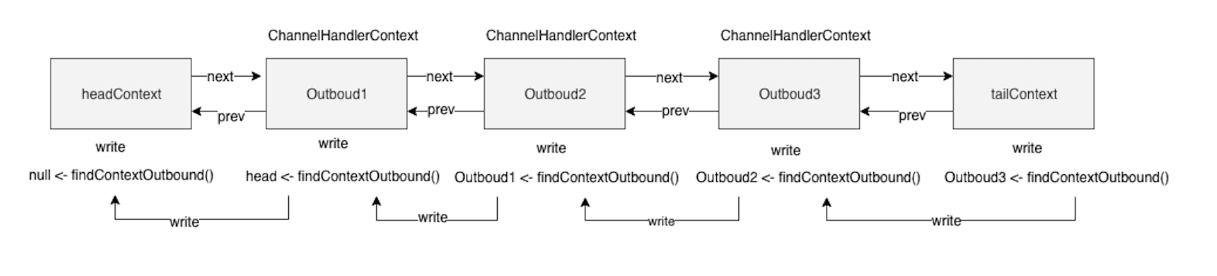 ChannelHandlerContext
ChannelHandlerContext
ChannelHandlerContext
headContext
next
prev
Outboud1
next
prev
Outboud2
next
prev
Outboud3
next
prev
tailContext
write
write
write
write
write
null <- findContextOutbound()
head <- findContextOutbound()
Outboud1 <- findContextOutbound()
Outboud2 <- findContextOutbound()
Outboud3 <- findContextOutbound()
write
write
write
write